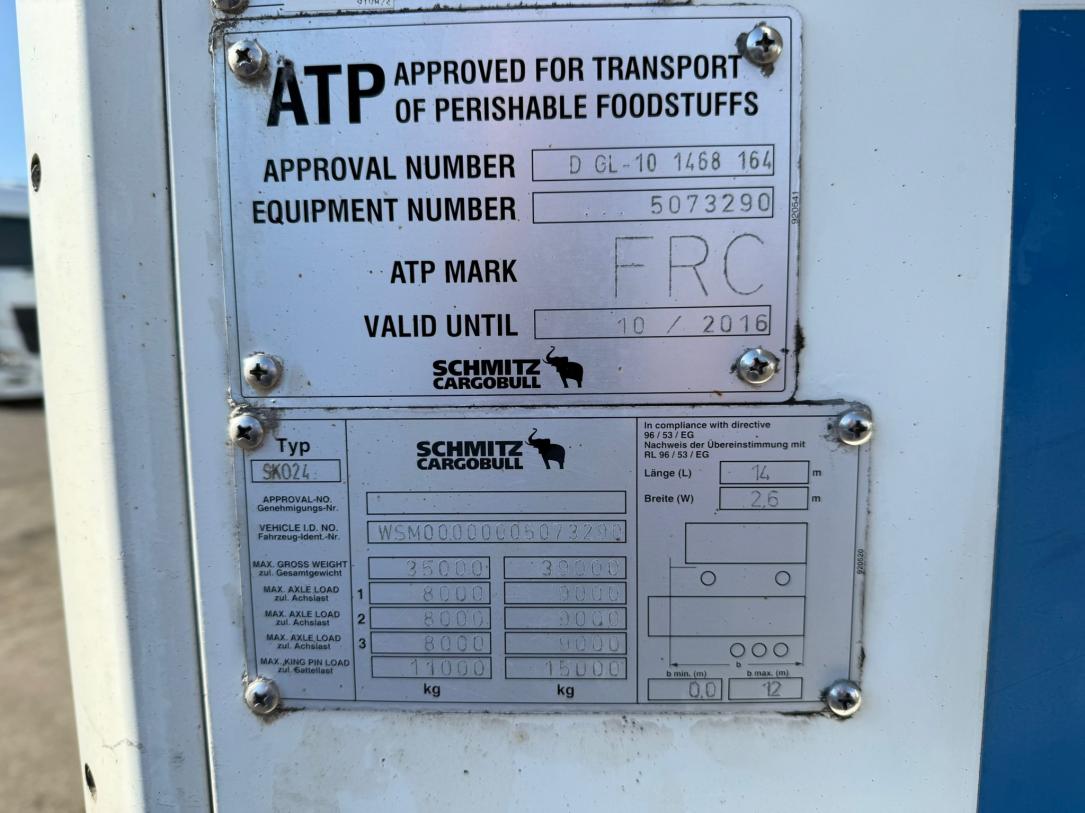 ATP APPROVED FOR TRANSPORT
OF PERISHABLE FOODSTUFFS
APPROVAL NUMBER D GL-10 1468 164
EQUIPMENT NUMBER 5073290
920541
ATP MARK FRC
VALID UNTIL 10 / 2016
SCHMITZ
CARGOBULL
Typ
SKO24
SCHMITZ
CARGOBULL
APPROVAL-NO.
Genehmigungs-Nr.
VEHICLE I.D. NO.
Fahrzeug-Ident.-Nr.
WSM00000005073290
MAX. GROSS WEIGHT
zul. Gesamtgewicht
35000 39000
MAX. AXLE LOAD
zul. Achslast
1 8000 9000
MAX. AXLE LOAD
zul. Achslast
2 8000 9000
MAX. AXLE LOAD
zul. Achslast
3 8000 9000
MAX. KING PIN LOAD
zul. Sattellast
11000 15000
kg kg
In compliance with directive
96 / 53 / EG
Nachweis der Übereinstimmung mit
RL 96 / 53 / EG
Länge (L) 14 m
Breite (W) 2,6 m
920520
b
b min. (m) b max. (m)
0,0 12